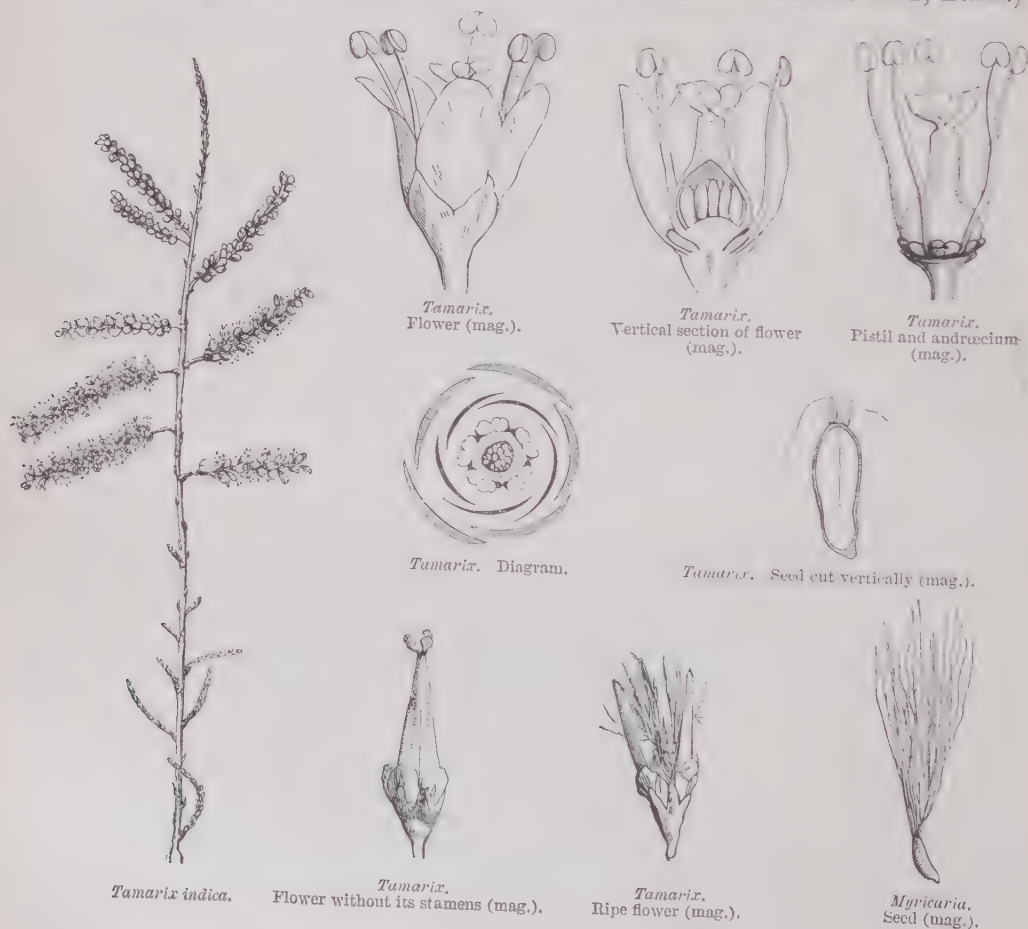 Tamarix.
Flower (mag.).
Tamarix.
Vertical section of flower
(mag.).
Tamarix.
Pistil and andrœcium
(mag.).
Tamarix. Diagram.
Tamarix. Seed cut vertically (mag.).
Tamarix indica.
Tamarix.
Flower without its stamens (mag.).
Tamarix.
Ripe flower (mag.).
Myricaria.
Seed (mag.).